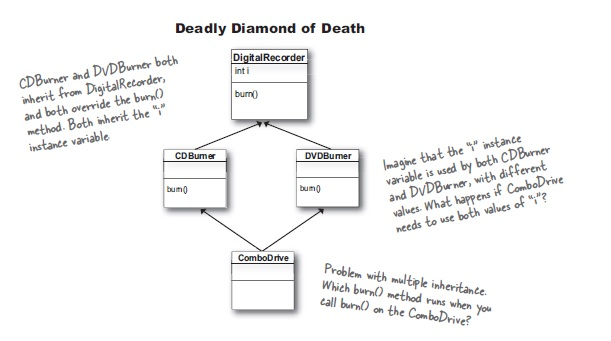 Deadly Diamond of Death
CDBurner and DVDBurner both
inherit from DigitalRecorder,
and both override the burn()
method. Both inherit the "i"
instance variable.
DigitalRecorder
int i
burn()
CDBurner
burn()
DVDBurner
burn()
Imagine that the "i" instance
variable is used by both CDBurner
and DVDBurner, with different
values. What happens if ComboDrive
needs to use both values of "i"?
ComboDrive
Problem with multiple inheritance.
Which burn() method runs when you
call burn() on the ComboDrive?